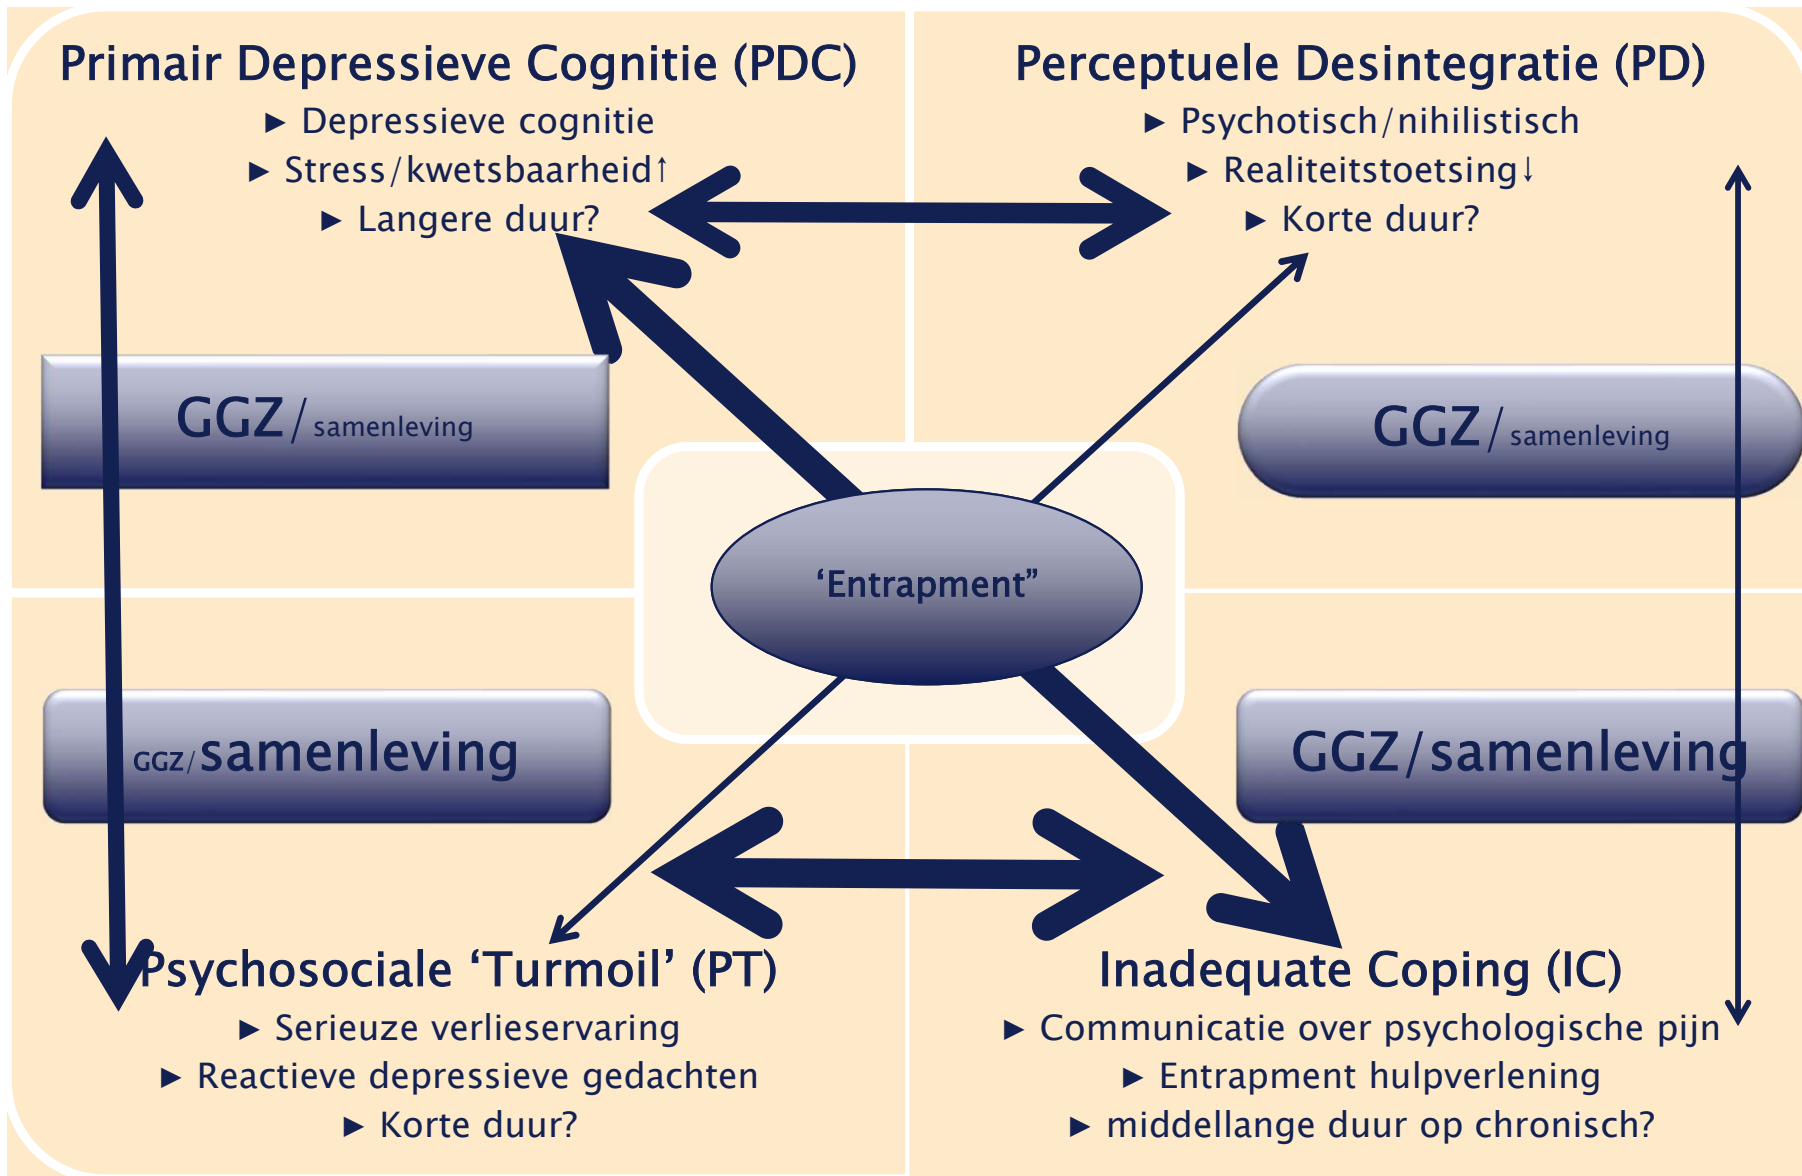 Primair Depressieve Cognitie (PDC)
► Depressieve cognitie
► Stress/kwetsbaarheid↑
► Langere duur?
GGZ/ samenleving
Perceptuele Desintegratie (PD)
► Psychotisch/nihilistisch
► Realiteitstoetsing↓
► Korte duur?
GGZ/ samenleving
‘Entrapment”
GGZ/samenleving
Psychosociale ‘Turmoil’ (PT)
► Serieuze verlieservaring
► Reactieve depressieve gedachten
► Korte duur?
GGZ/samenleving
Inadequate Coping (IC)
► Communicatie over psychologische pijn
► Entrapment hulpverlening
► middellange duur op chronisch?